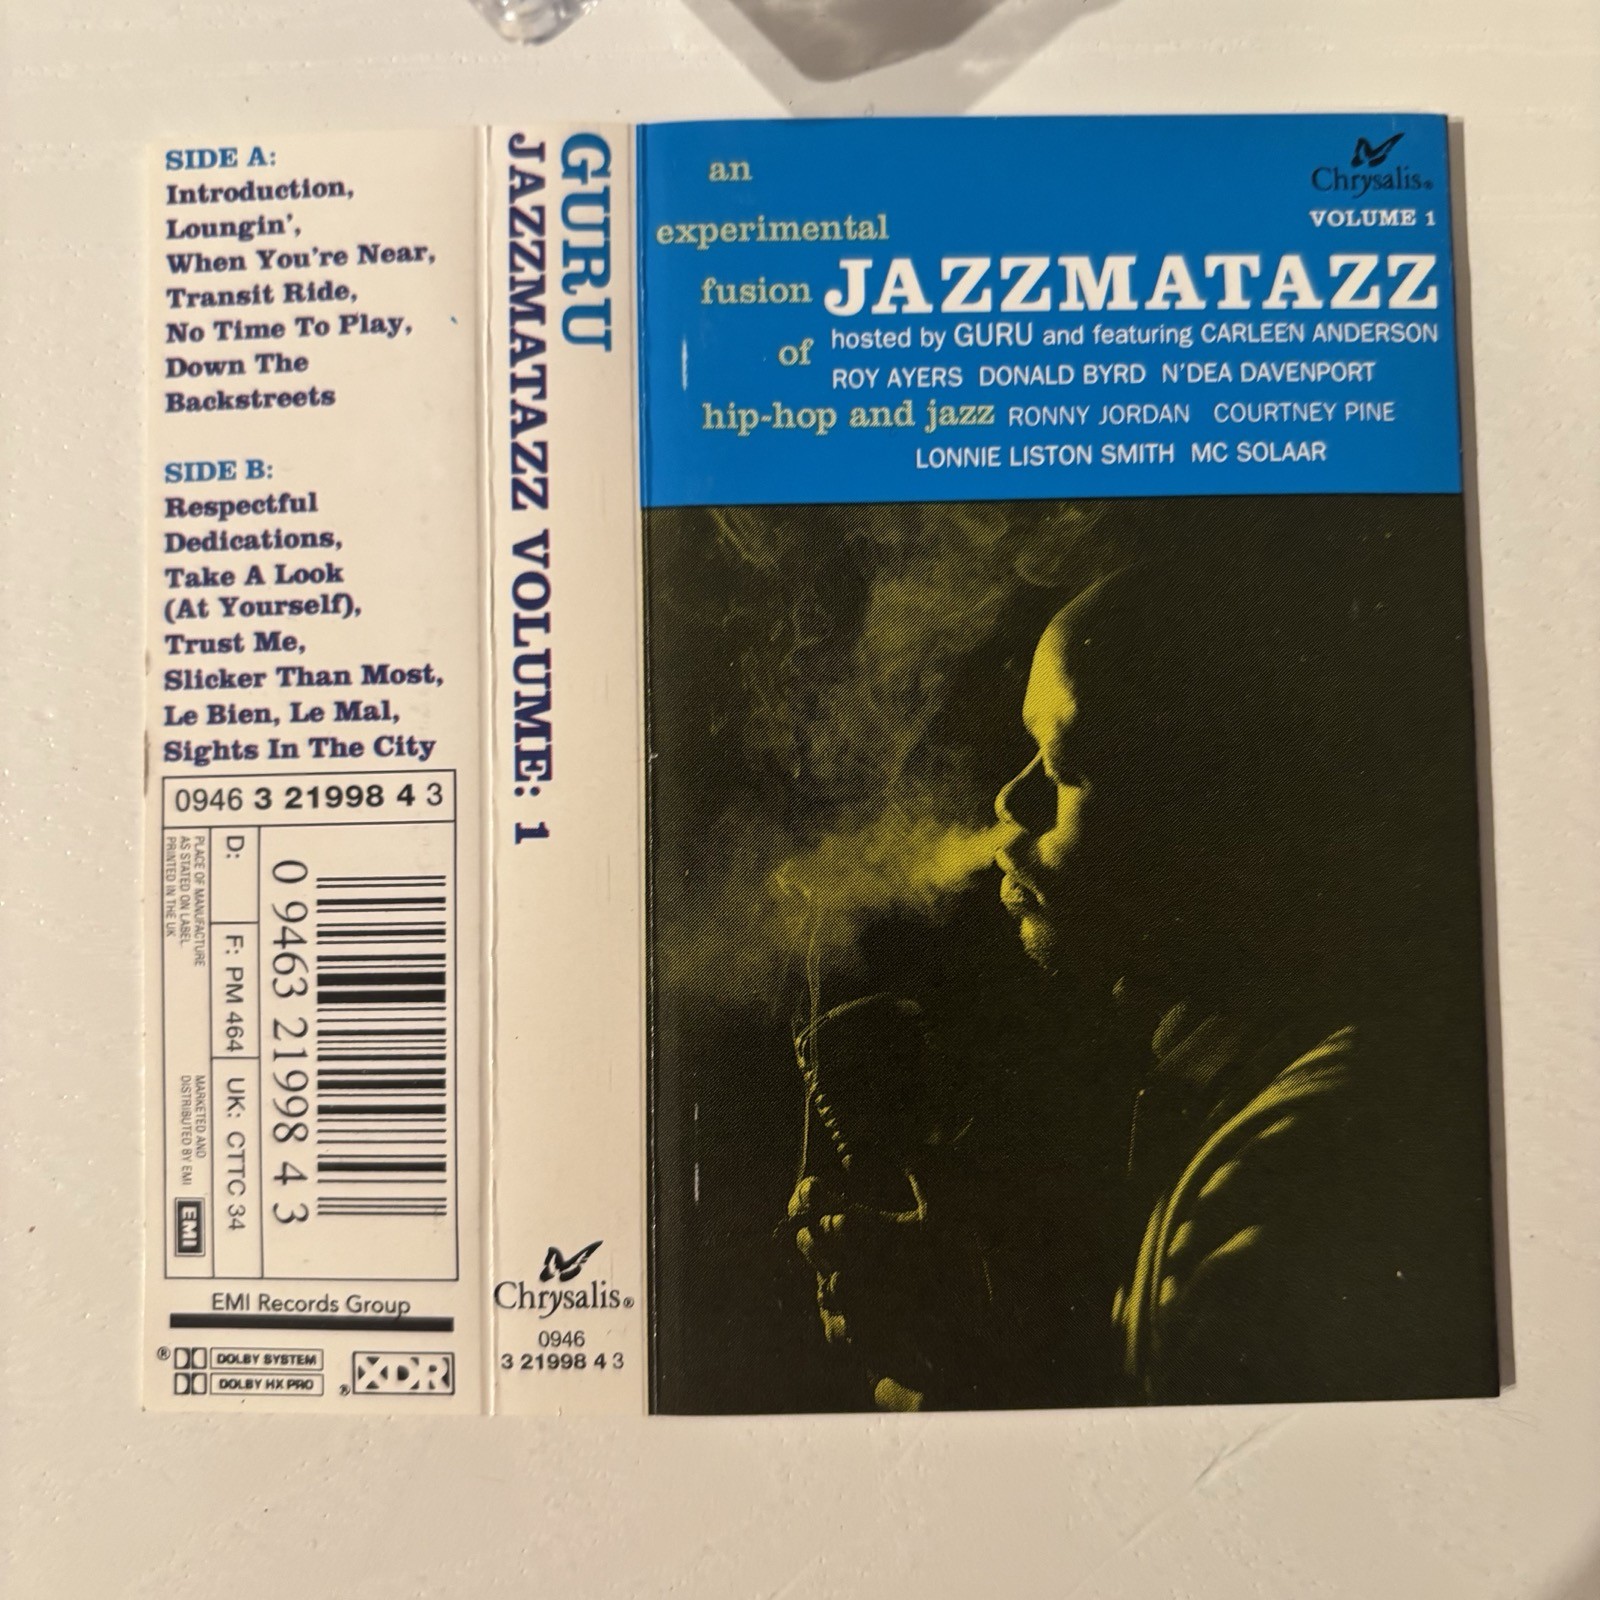 SIDE A:
Introduction,
Loungin',
When You're Near,
Transit Ride,
No Time To Play,
Down The
Backstreets
SIDE B:
Respectful
Dedications,
Take A Look
(At Yourself),
Trust Me,
Slicker Than Most,
Le Bien, Le Mal,
Sights In The City
0946 3 21998 4 3
0 9463 21998 4 3
D:
F: PM 464
UK: CTTC 34
PLACE OF MANUFACTURE
AS STATED ON LABEL
PRINTED IN THE UK
MARKETED AND
DISTRIBUTED BY EMI
EMI
EMI Records Group
® DOLBY SYSTEM
DOLBY HX PRO
® XDR
GURU
JAZZMATAZZ VOLUME: 1
Chrysalis®
0946
3 21998 4 3
Chrysalis®
VOLUME 1
an
experimental
fusion JAZZMATAZZ
hosted by GURU and featuring CARLEEN ANDERSON
of
ROY AYERS DONALD BYRD N'DEA DAVENPORT
hip-hop and jazz RONNY JORDAN COURTNEY PINE
LONNIE LISTON SMITH MC SOLAAR